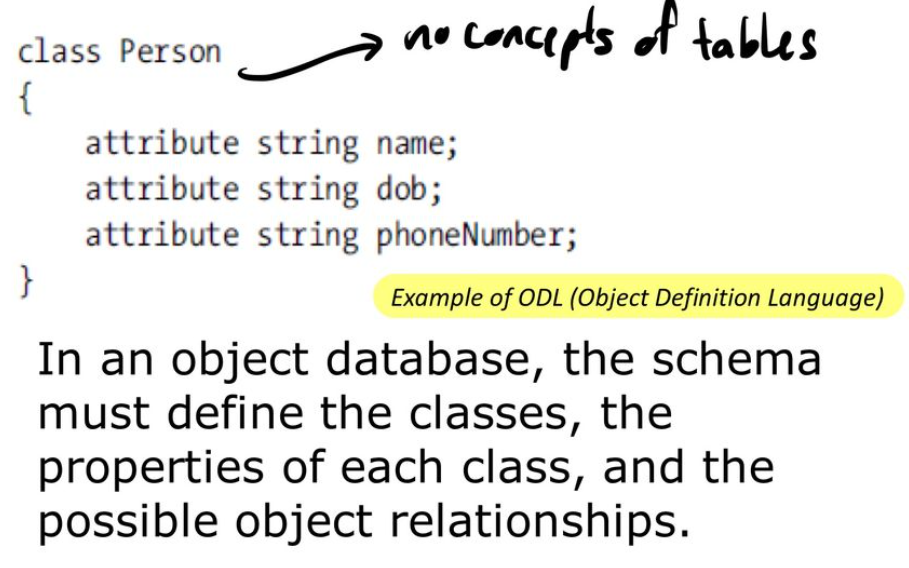 class Person
no concepts of tables
{
attribute string name;
attribute string dob;
attribute string phoneNumber;
}
Example of ODL (Object Definition Language)
In an object database, the schema
must define the classes, the
properties of each class, and the
possible object relationships.